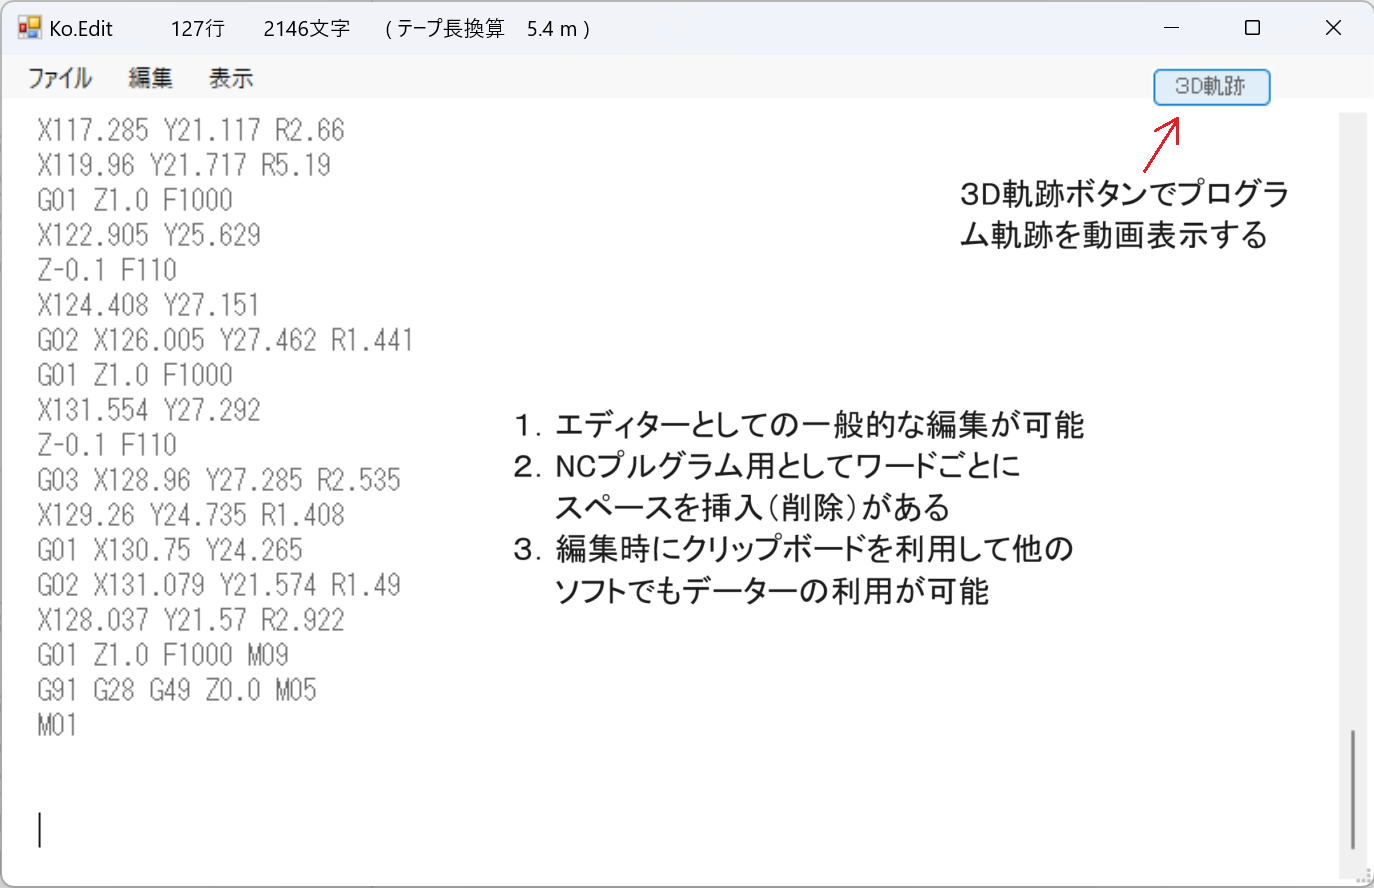 Ko.Edit 127行 2146文字 ( テープ長換算 5.4 m )
ファイル 編集 表示
3D軌跡
X117.285 Y21.117 R2.66
X119.96 Y21.717 R5.19
G01 Z1.0 F1000
X122.905 Y25.629
Z-0.1 F110
X124.408 Y27.151
G02 X126.005 Y27.462 R1.441
G01 Z1.0 F1000
X131.554 Y27.292
Z-0.1 F110
G03 X128.96 Y27.285 R2.535
X129.26 Y24.735 R1.408
G01 X130.75 Y24.265
G02 X131.079 Y21.574 R1.49
X128.037 Y21.57 R2.922
G01 Z1.0 F1000 M09
G91 G28 G49 Z0.0 M05
M01
3D軌跡ボタンでプログラ
ム軌跡を動画表示する
1. エディターとしての一般的な編集が可能
2. NCプルグラム用としてワードごとに
スペースを挿入(削除)がある
3. 編集時にクリップボードを利用して他の
ソフトでもデーターの利用が可能